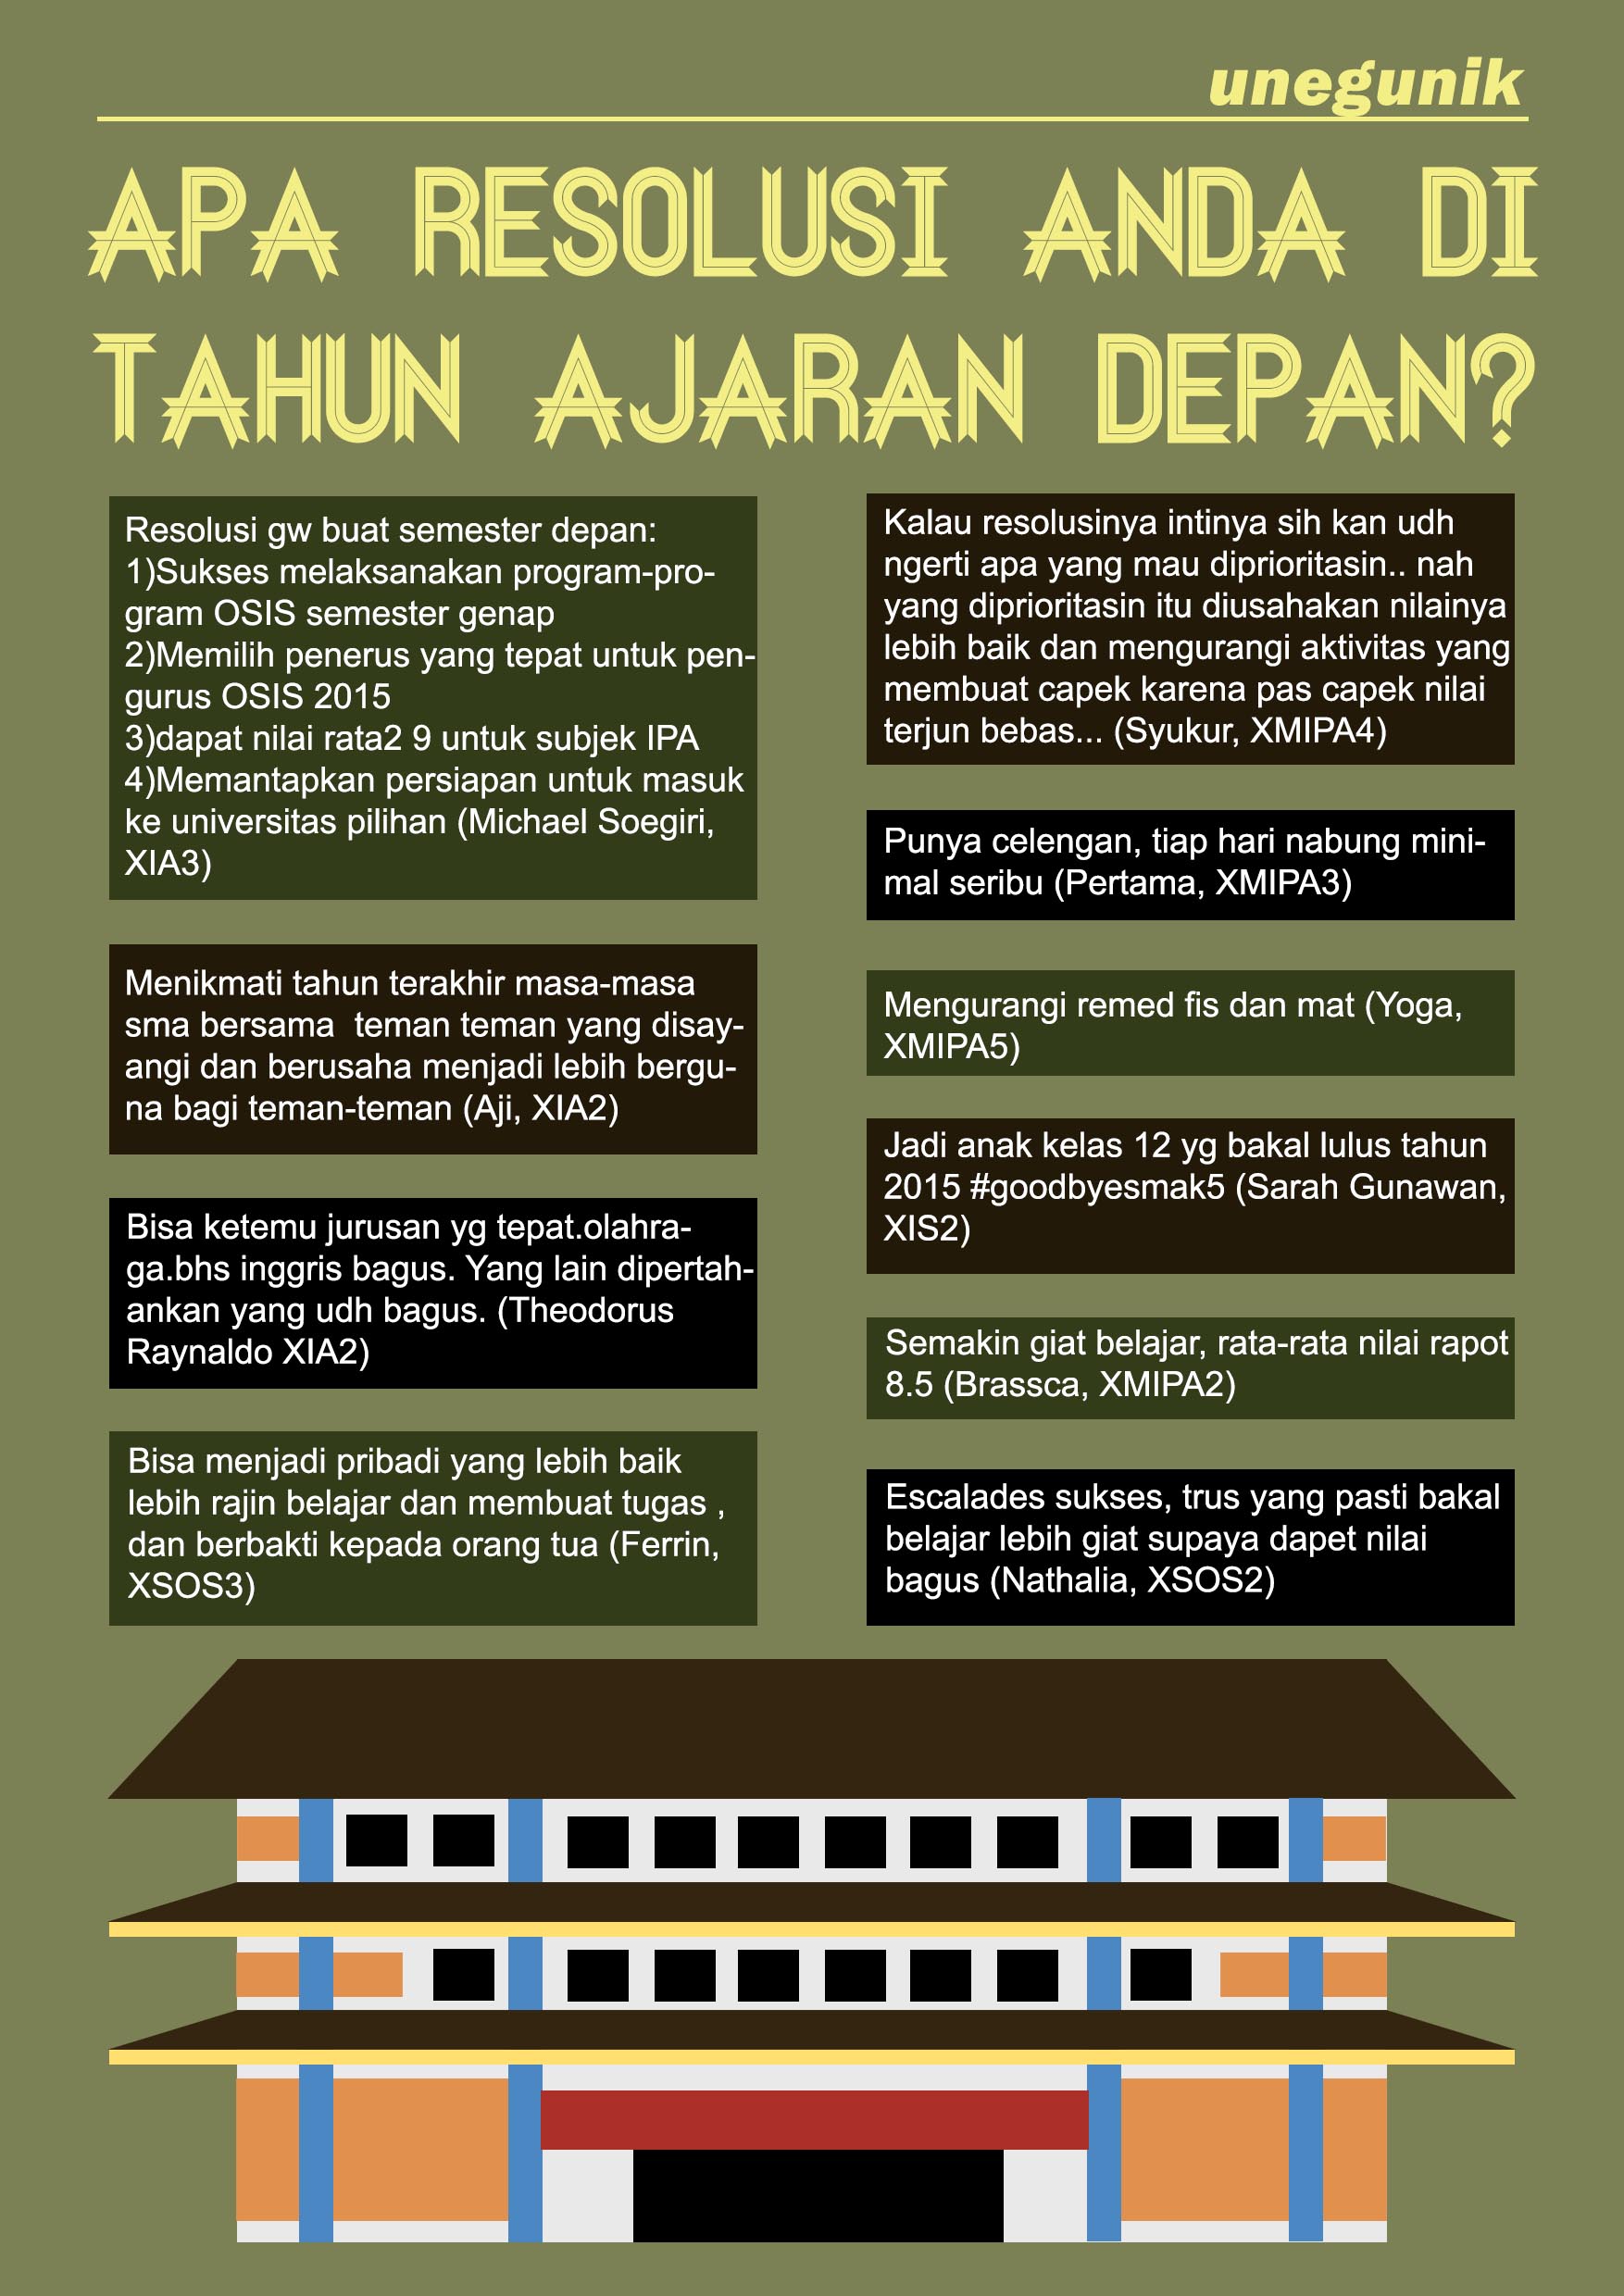 unegunik
APA RESOLUSI ANDA DI
TAHUN AJARAN DEPAN?
Resolusi gw buat semester depan:
1)Sukses melaksanakan program-pro-
gram OSIS semester genap
2)Memilih penerus yang tepat untuk pen-
gurus OSIS 2015
3)dapat nilai rata2 9 untuk subjek IPA
4)Memantapkan persiapan untuk masuk
ke universitas pilihan (Michael Soegiri,
XIA3)
Menikmati tahun terakhir masa-masa
sma bersama  teman teman yang disay-
angi dan berusaha menjadi lebih bergu-
na bagi teman-teman (Aji, XIA2)
Bisa ketemu jurusan yg tepat.olahra-
ga.bhs inggris bagus. Yang lain dipertah-
ankan yang udh bagus. (Theodorus
Raynaldo XIA2)
Bisa menjadi pribadi yang lebih baik
lebih rajin belajar dan membuat tugas ,
dan berbakti kepada orang tua (Ferrin,
XSOS3)
Kalau resolusinya intinya sih kan udh
ngerti apa yang mau diprioritasin.. nah
yang diprioritasin itu diusahakan nilainya
lebih baik dan mengurangi aktivitas yang
membuat capek karena pas capek nilai
terjun bebas... (Syukur, XMIPA4)
Punya celengan, tiap hari nabung mini-
mal seribu (Pertama, XMIPA3)
Mengurangi remed fis dan mat (Yoga,
XMIPA5)
Jadi anak kelas 12 yg bakal lulus tahun
2015 #goodbyesmak5 (Sarah Gunawan,
XIS2)
Semakin giat belajar, rata-rata nilai rapot
8.5 (Brassca, XMIPA2)
Escalades sukses, trus yang pasti bakal
belajar lebih giat supaya dapet nilai
bagus (Nathalia, XSOS2)